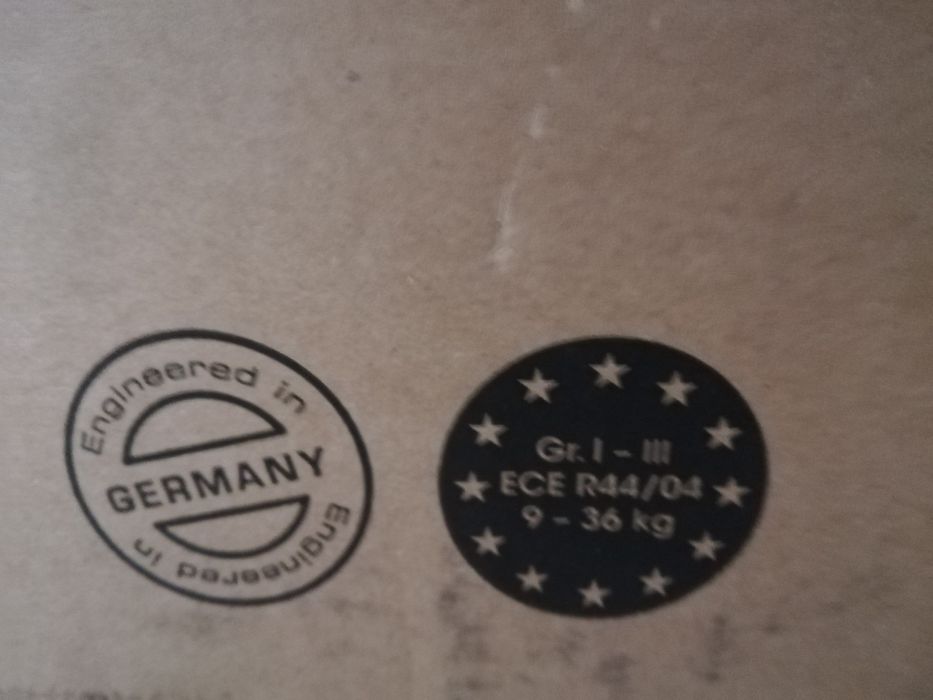 Engineered in
GERMANY
Engineered in
Gr. I - III
ECE R44/04
9 - 36 kg